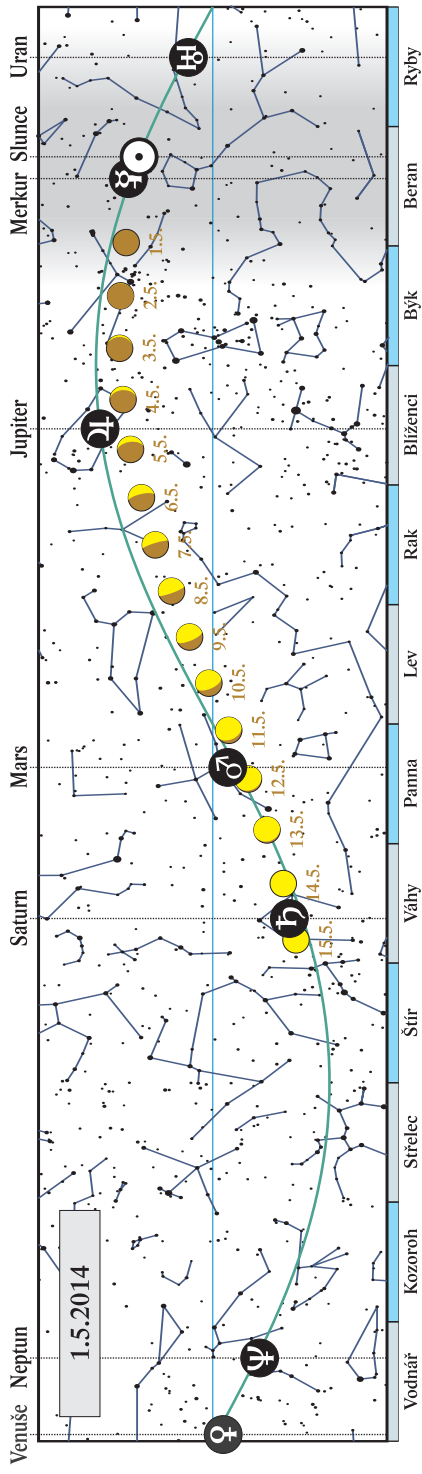 Venuše Neptun Saturn Mars Jupiter Merkur Slunce Uran
1.5.2014
15.5. 14.5. 13.5. 12.5. 11.5. 10.5. 9.5. 8.5. 7.5. 6.5. 5.5. 4.5. 3.5. 2.5. 1.5.
Vodnář Kozoroh Střelec Štír Váhy Panna Lev Rak Blíženci Býk Beran Ryby